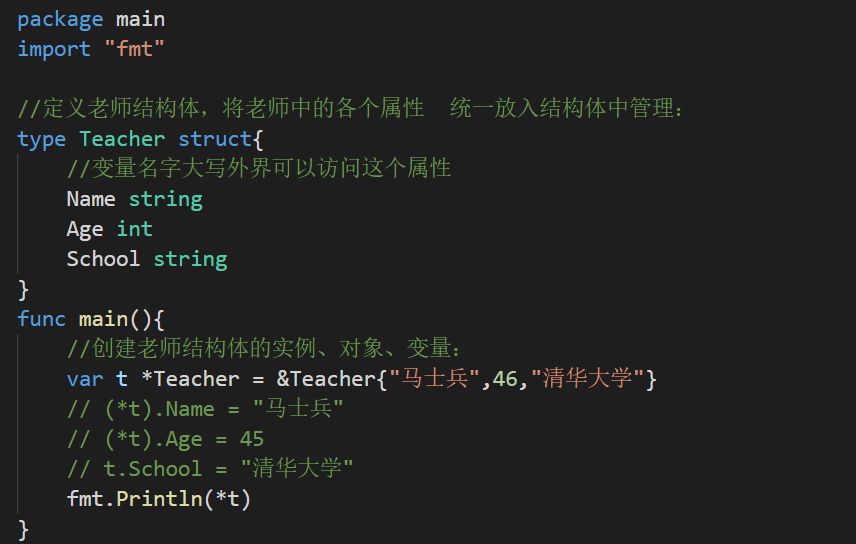 package main
import "fmt"
//定义老师结构体，将老师中的各个属性  统一放入结构体中管理：
type Teacher struct{
    //变量名字大写外界可以访问这个属性
    Name string
    Age int
    School string
}
func main(){
    //创建老师结构体的实例、对象、变量：
    var t *Teacher = &Teacher{"马士兵",46,"清华大学"}
    // (*t).Name = "马士兵"
    // (*t).Age = 45
    // t.School = "清华大学"
    fmt.Println(*t)
}